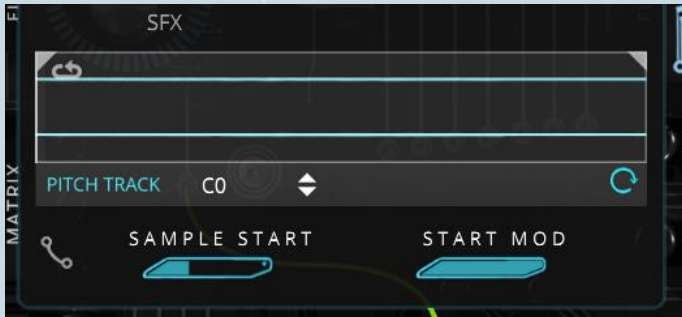 SFX
PITCH TRACK C0
MATRIX
SAMPLE START START MOD